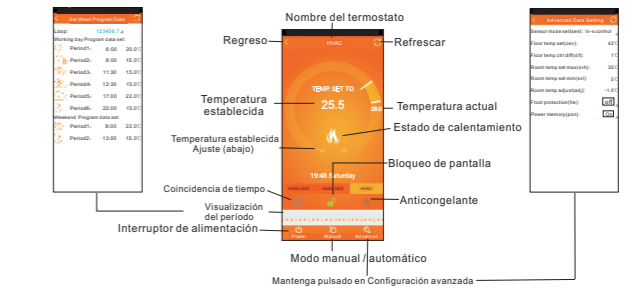 Set Week Program Data
Loop: 123456.7
Working day Program data set:
Period1: 6:00 20.0℃
Period2: 8:00 15.0℃
Period3: 11:30 15.0℃
Period4: 12:30 15.0℃
Period5: 17:00 22.0℃
Period6: 22:00 15.0℃
Weekend Program data set:
Period1: 8:00 22.0℃
Period2: 13:00 15.0℃
Nombre del termostato
Regreso
HVAC
Refrescar
TEMP. SET TO
25.5
Temperatura
establecida
Temperatura actual
Estado de calentamiento
Temperatura establecida
Ajuste (abajo)
Bloqueo de pantalla
19:48 Saturday
HVAC
Coincidencia de tiempo
Anticongelante
Visualización
del período
Interruptor de alimentación
Power
Manual
Advanced
Modo manual / automático
Mantenga pulsado en Configuración avanzada
Advanced Data Setting
Sensor mode set(sen): In-s.control
Floor temp set(osv): 42℃
Floor temp ctrl diff(dif): 1℃
Room temp set max(svh): 35℃
Room temp set min(svl): 5℃
Room temp adjust(adj): -1.0℃
Frost protection(fre): off
Power memory(pon): On